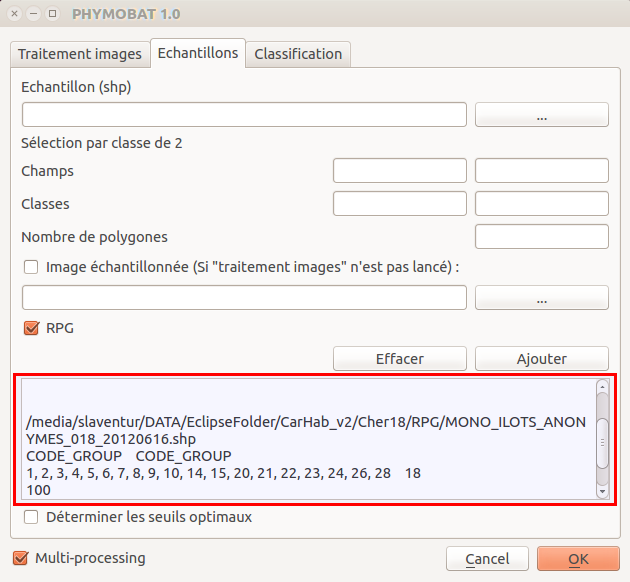 PHYMOBAT 1.0
Traitement images Echantillons Classification
Echantillon (shp)
...
Sélection par classe de 2
Champs
Classes
Nombre de polygones
Image échantillonnée (Si "traitement images" n'est pas lancé) :
...
RPG
Effacer Ajouter
/media/slaventur/DATA/EclipseFolder/CarHab_v2/Cher18/RPG/MONO_ILOTS_ANON
YMES_018_20120616.shp
CODE_GROUP CODE_GROUP
1, 2, 3, 4, 5, 6, 7, 8, 9, 10, 14, 15, 20, 21, 22, 23, 24, 26, 28 18
100
Déterminer les seuils optimaux
Multi-processing
Cancel OK